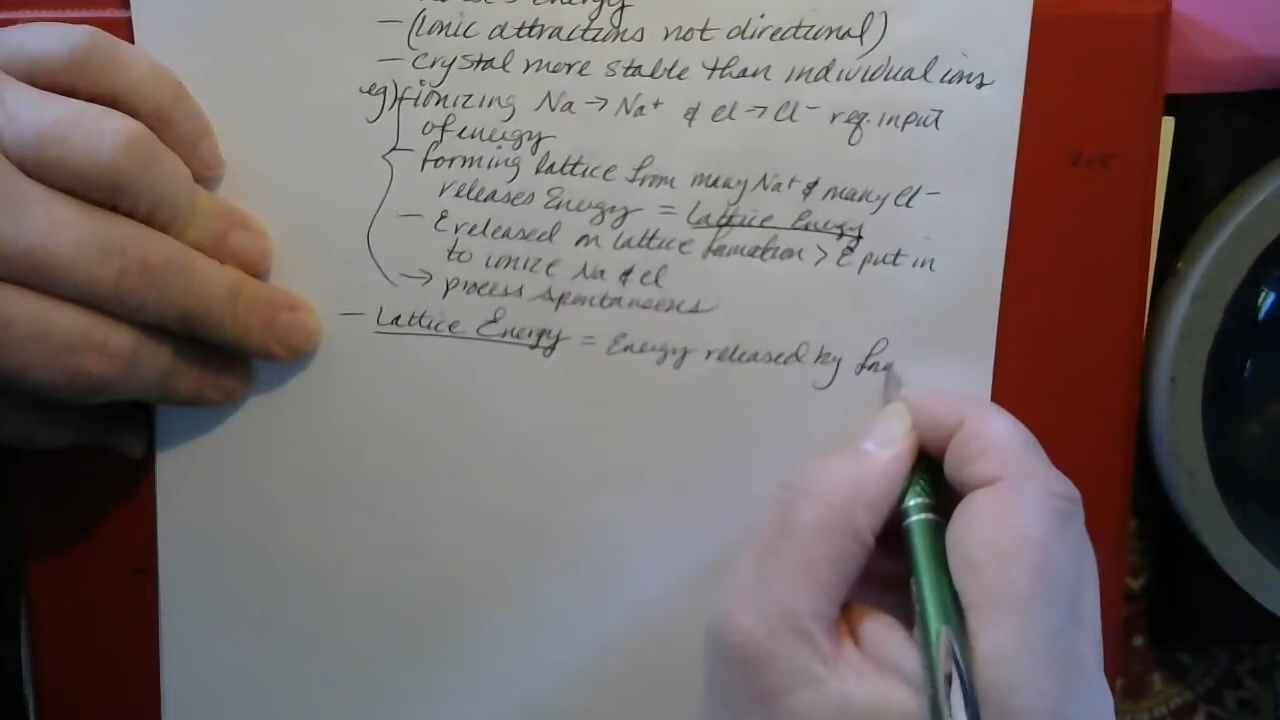 Energy
- (Ionic attractions not directional)
- crystal more stable than individual ions
eg) ionizing Na → Na⁺ & Cl → Cl⁻ req. input
of energy
- forming lattice from many Na⁺ & many Cl⁻
releases Energy = Lattice Energy
- E released in lattice formation > E put in
to ionize Na & Cl
→ process spontaneous
- Lattice Energy = Energy released by